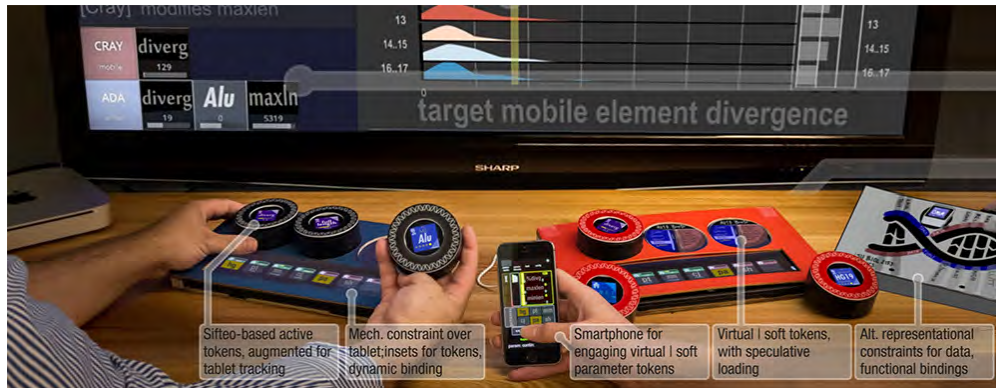 [Cray] modifies maxlen
CRAY
mobile
diverg
129
ADA
diverg
19
Alu
0
maxln
5319
13
14..15
16..17
0
13
14..15
16..17
target mobile element divergence
SHARP
Alu
HG19
Sifteo-based active
tokens, augmented for
tablet tracking
Mech. constraint over
tablet;insets for tokens,
dynamic binding
Smartphone for
engaging virtual | soft
parameter tokens
Virtual | soft tokens,
with speculative
loading
Alt. representational
constraints for data,
functional bindings